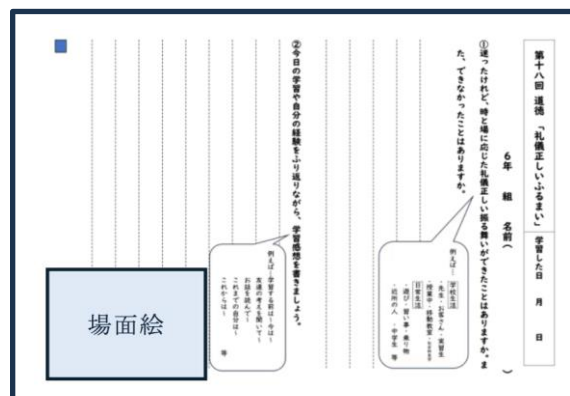 第十八回 道徳 「礼儀正しいふるまい」
学習した日 月 日
6年 組 名前( )
①迷ったけれど、時と場に応じた礼儀正しい振る舞いができたことはありますか。ま
た、できなかったことはありますか。
例えば…
学校生活
・先生・お客さん・実習生
・授業中・移動教室・
日常生活
・遊び・習い事・乗り物
・近所の人 ・中学生 等
②今日の学習や自分の経験をふり返りながら、学習感想を書きましょう。
例えば…学習する前は~今は~
友達の考えを聞いて~
お話を読んで~
これまでの自分は~
これからは~ 等
場面絵